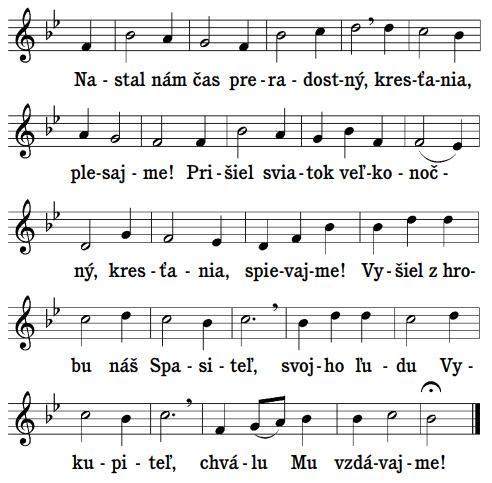 Na - stal nám čas pre - ra - dost - ný, kres - ťa - nia,
ple - saj - me! Pri - šiel svia - tok veľ - ko - noč -
ný, kres - ťa - nia, spie - vaj - me! Vy - šiel z hro-
bu náš Spa - si - teľ, svoj - ho ľu - du Vy -
ku - pi - teľ, chvá - lu Mu vzdá - vaj - me!